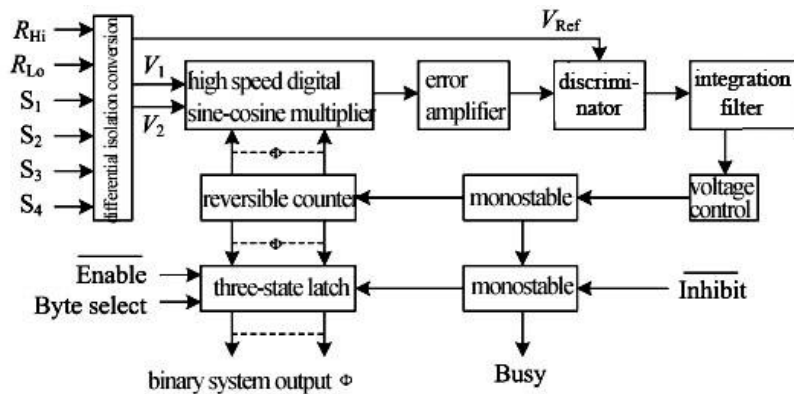 R_Hi
R_Lo
S_1
S_2
S_3
S_4
differential isolation conversion
V_1
V_2
V_Ref
high speed digital
sine-cosine multiplier
error
amplifier
discrimi-
nator
integration
filter
Φ
reversible counter
monostable
voltage
control
Φ
Enable
Byte select
three-state latch
monostable
Inhibit
binary system output Φ
Busy